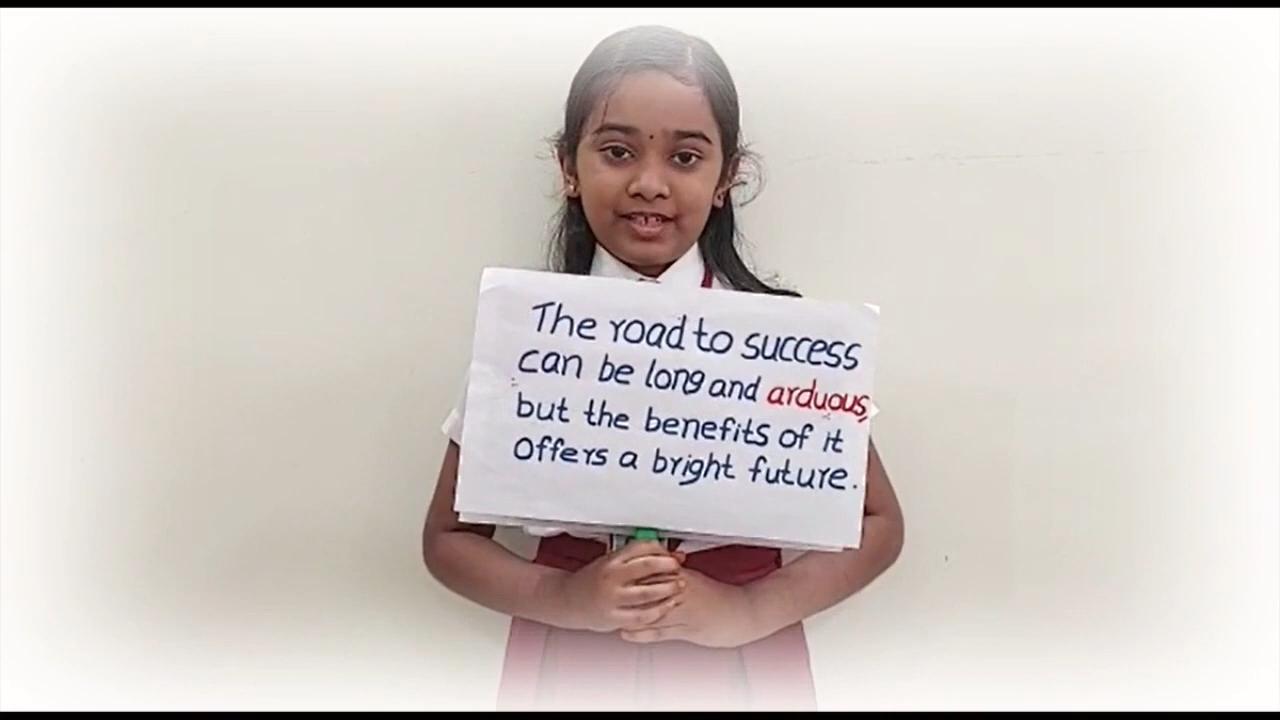 The road to success
can be long and arduous,
but the benefits of it
offers a bright future.